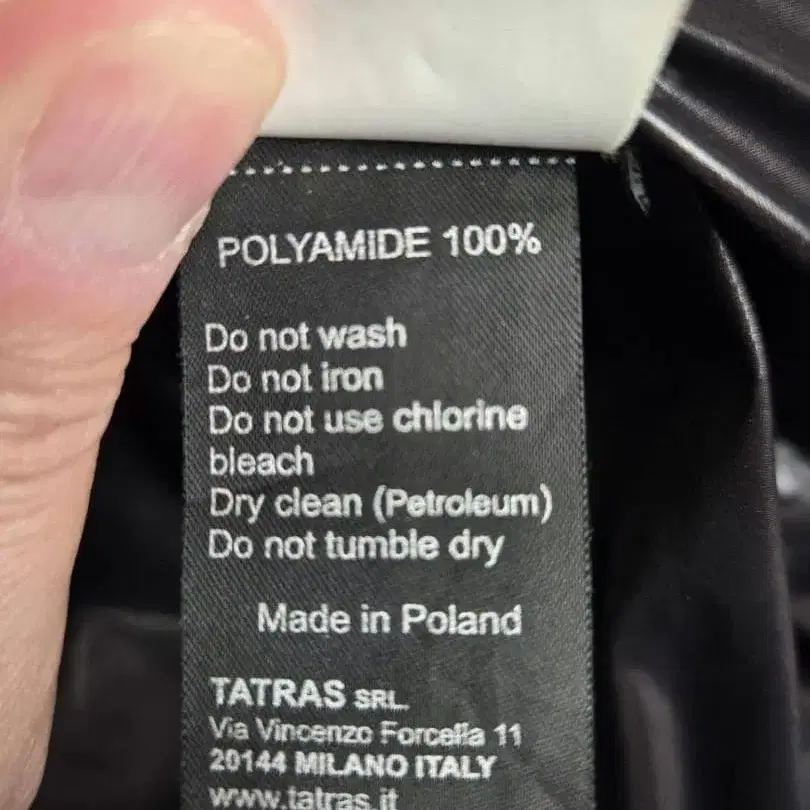 POLYAMIDE 100%
Do not wash
Do not iron
Do not use chlorine
bleach
Dry clean (Petroleum)
Do not tumble dry
Made in Poland
TATRAS SRL
Via Vincenzo Forcella 11
20144 MILANO ITALY
www.tatras.it